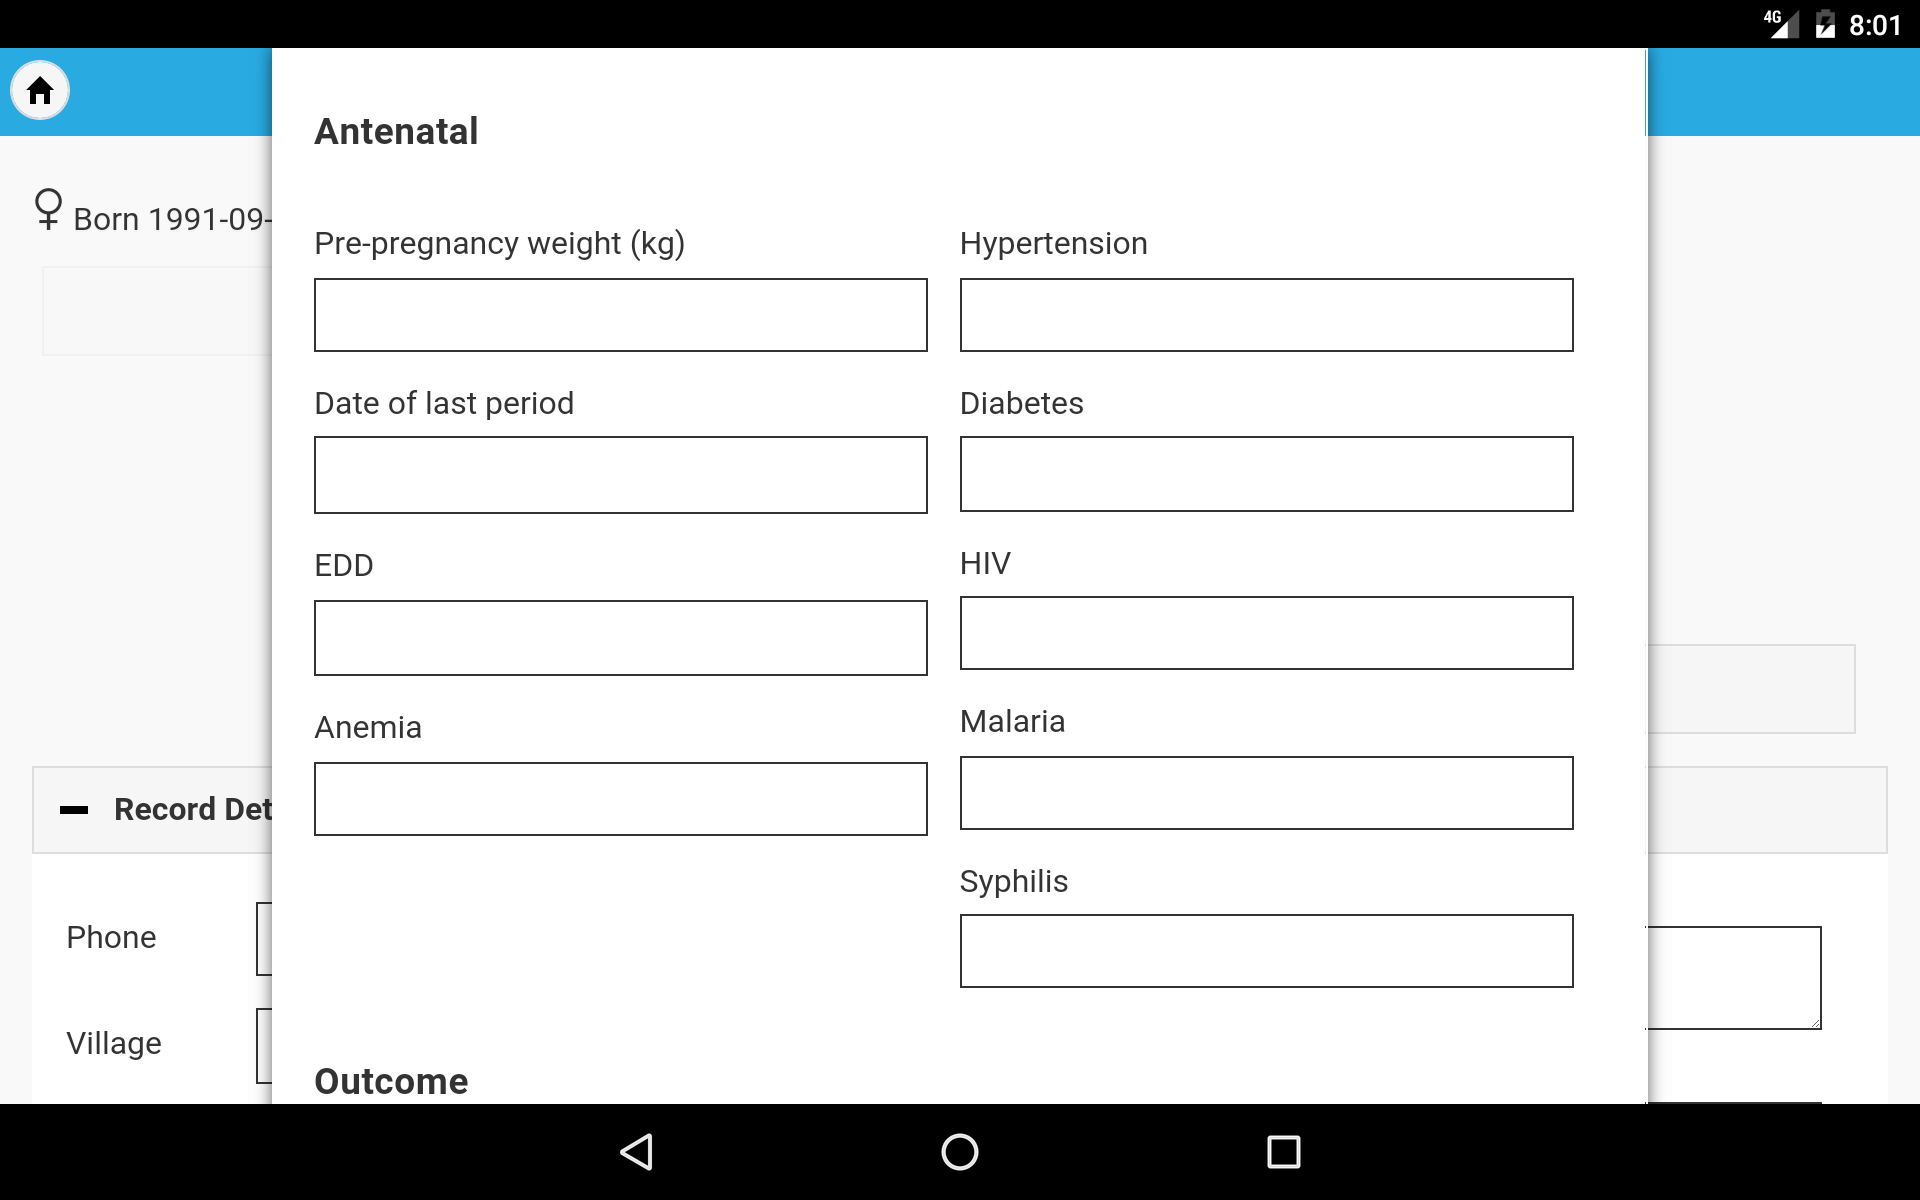 4G 8:01
Antenatal
Born 1991-09-
Pre-pregnancy weight (kg)
Hypertension
Date of last period
Diabetes
EDD
HIV
Anemia
Malaria
Record Det
Syphilis
Phone
Village
Outcome